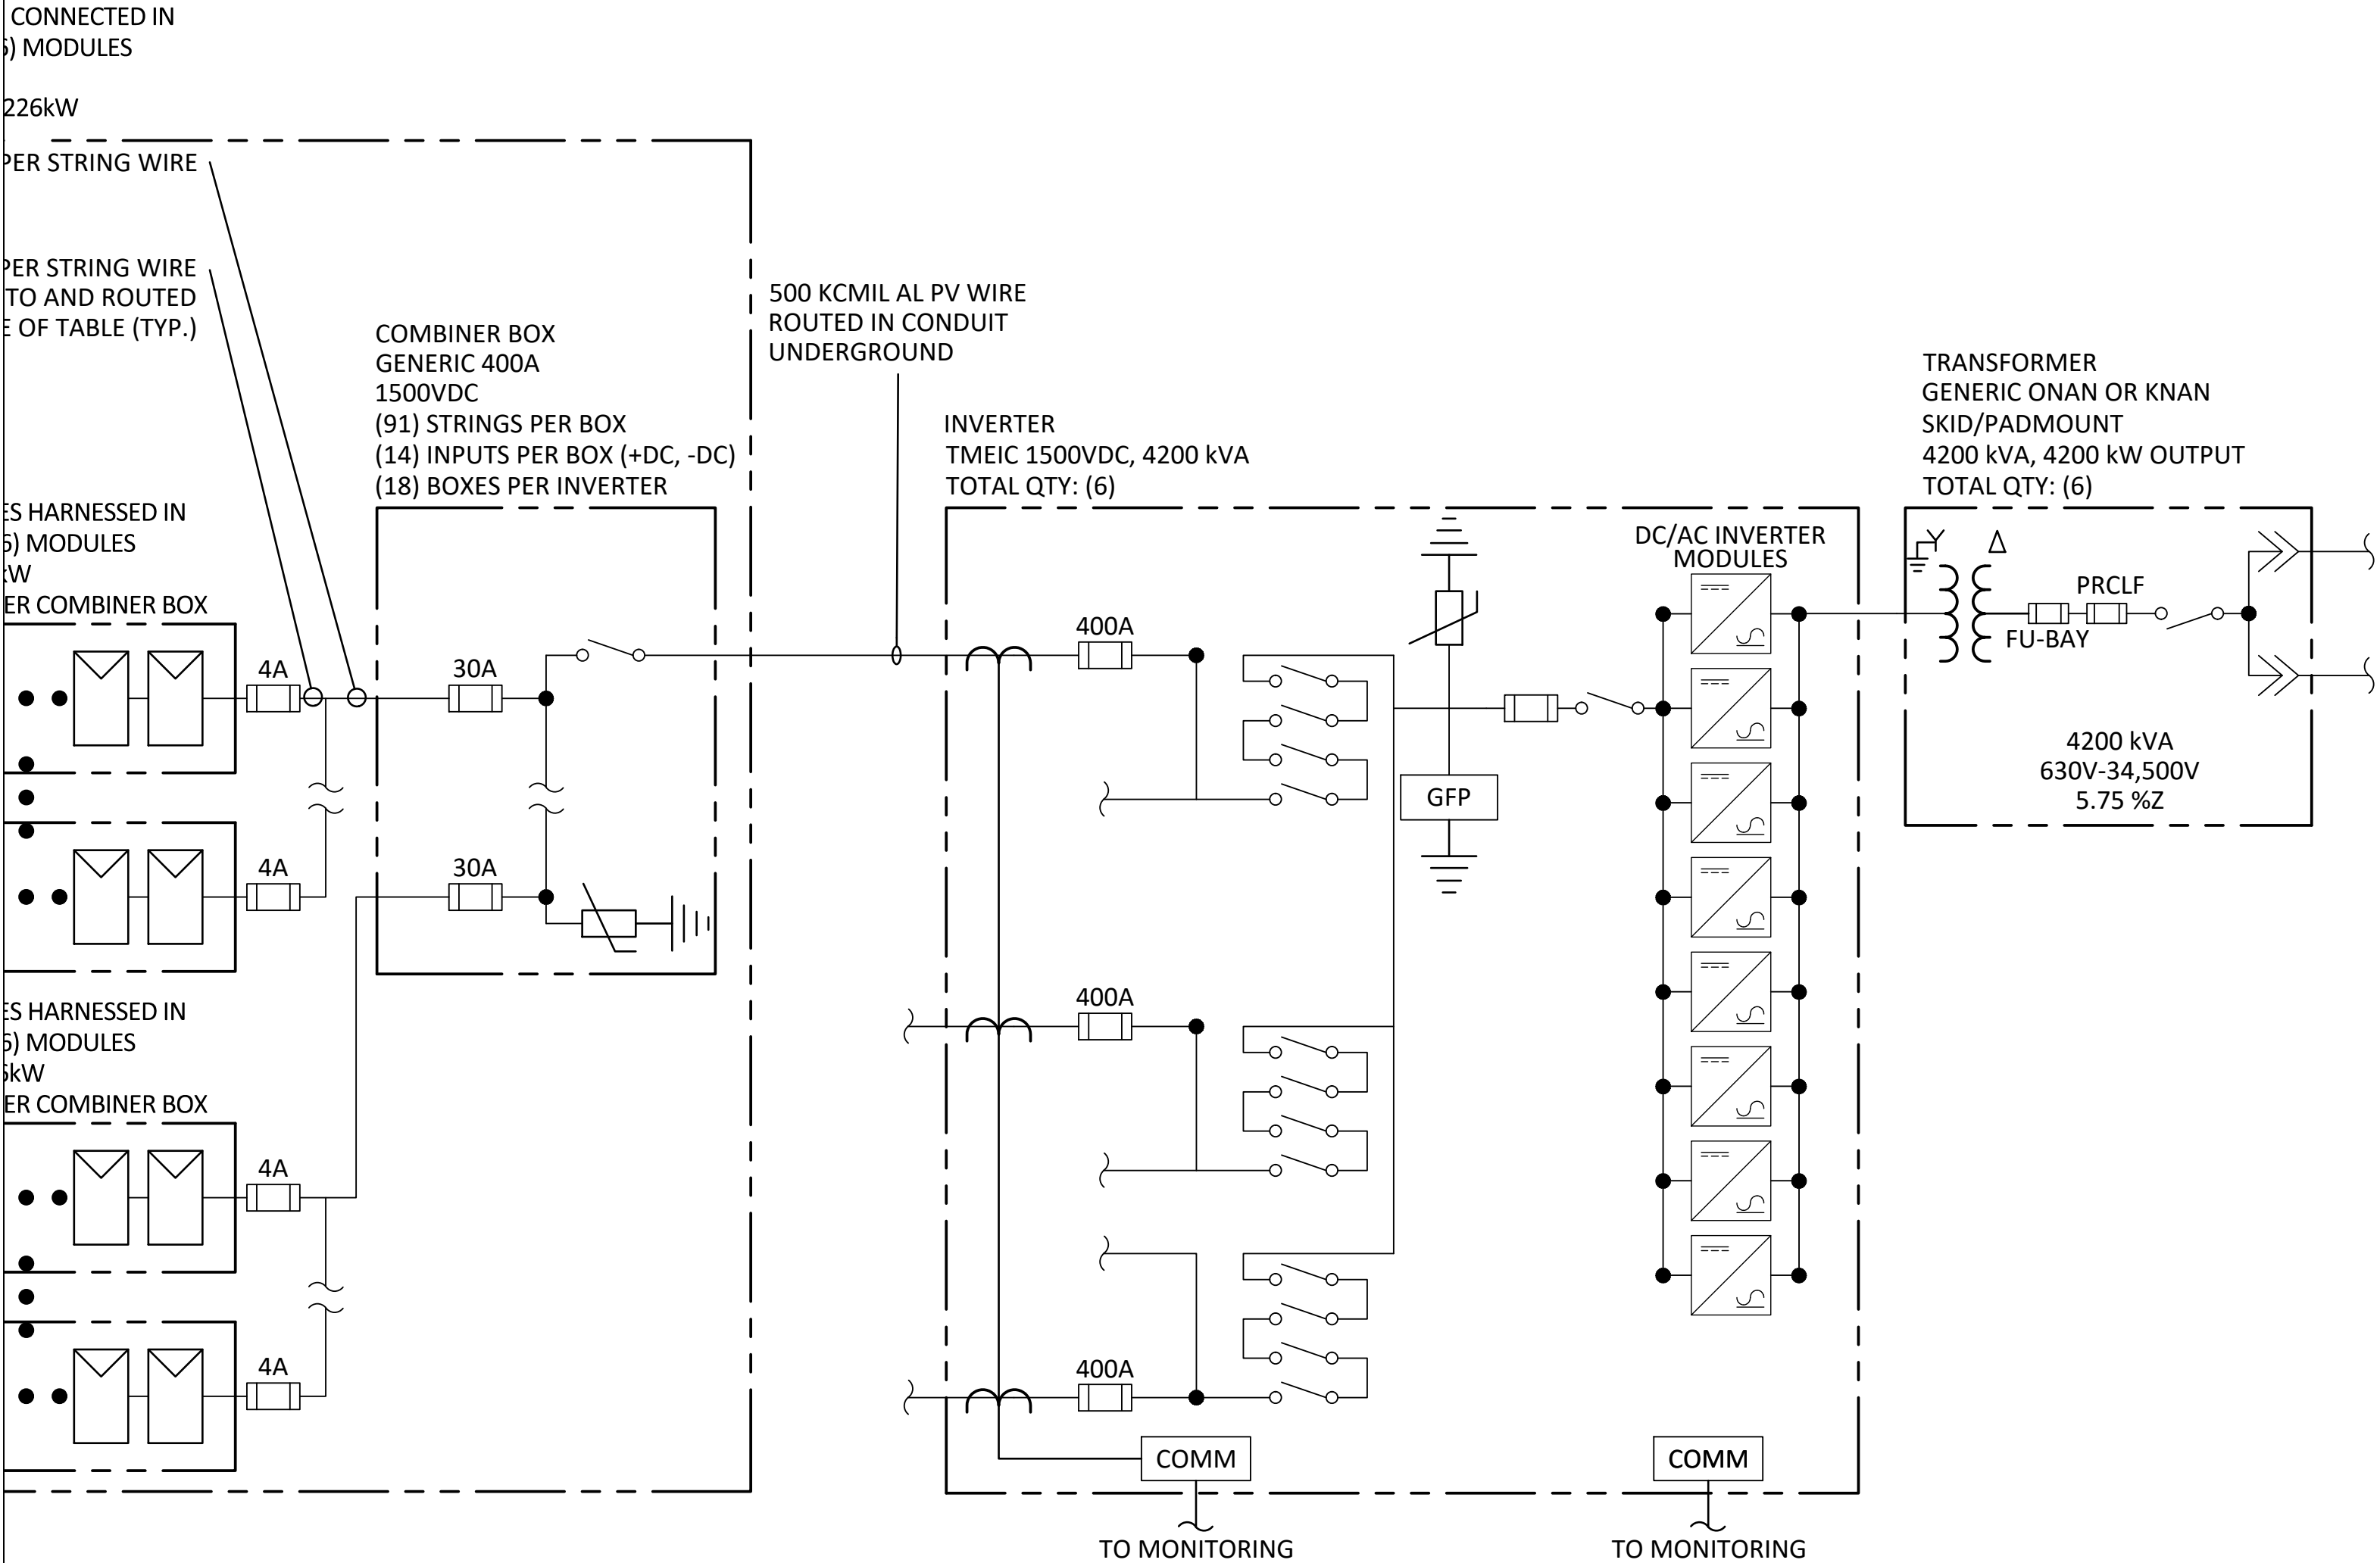 CONNECTED IN
) MODULES
226kW
PER STRING WIRE
PER STRING WIRE
TO AND ROUTED
E OF TABLE (TYP.)
COMBINER BOX
GENERIC 400A
1500VDC
(91) STRINGS PER BOX
(14) INPUTS PER BOX (+DC, -DC)
(18) BOXES PER INVERTER
500 KCMIL AL PV WIRE
ROUTED IN CONDUIT
UNDERGROUND
INVERTER
TMEIC 1500VDC, 4200 kVA
TOTAL QTY: (6)
TRANSFORMER
GENERIC ONAN OR KNAN
SKID/PADMOUNT
4200 kVA, 4200 kW OUTPUT
TOTAL QTY: (6)
ES HARNESSED IN
6) MODULES
kW
ER COMBINER BOX
4A
30A
4A
30A
400A
DC/AC INVERTER
MODULES
GFP
Δ
PRCLF
FU-BAY
4200 kVA
630V-34,500V
5.75 %Z
ES HARNESSED IN
6) MODULES
kW
ER COMBINER BOX
4A
4A
400A
400A
COMM
COMM
TO MONITORING
TO MONITORING